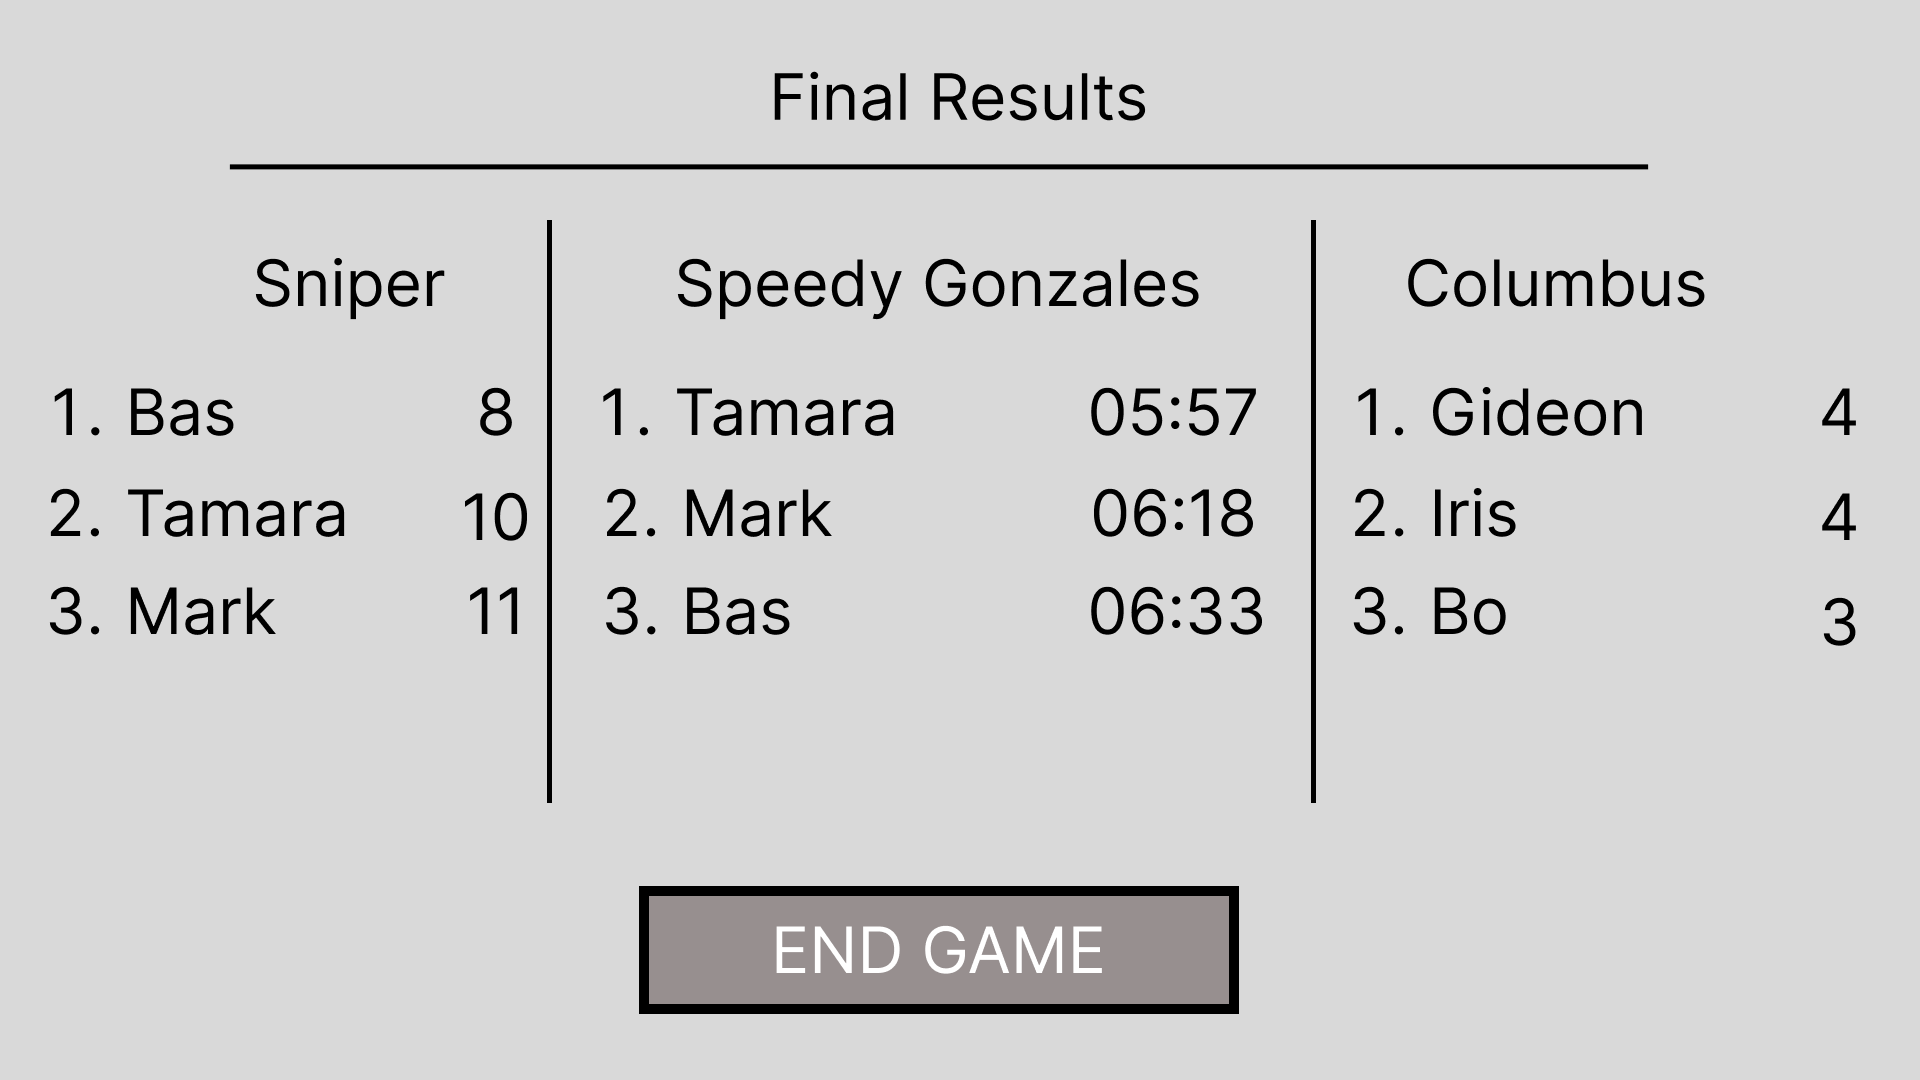 Final Results
Sniper
1. Bas 8
2. Tamara 10
3. Mark 11
Speedy Gonzales
1. Tamara 05:57
2. Mark 06:18
3. Bas 06:33
Columbus
1. Gideon 4
2. Iris 4
3. Bo 3
END GAME